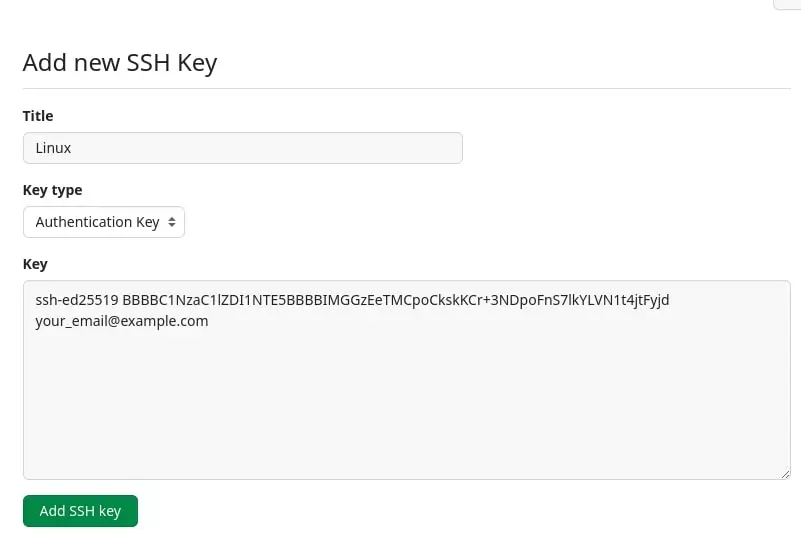 Add new SSH Key
Title
Linux
Key type
Authentication Key
Key
ssh-ed25519 BBBBC1NzaC1lZDI1NTE5BBBBIMGGzEeTMCpoCkskKCr+3NDpoFnS7lkYLVN1t4jtFyjd
your_email@example.com
Add SSH key